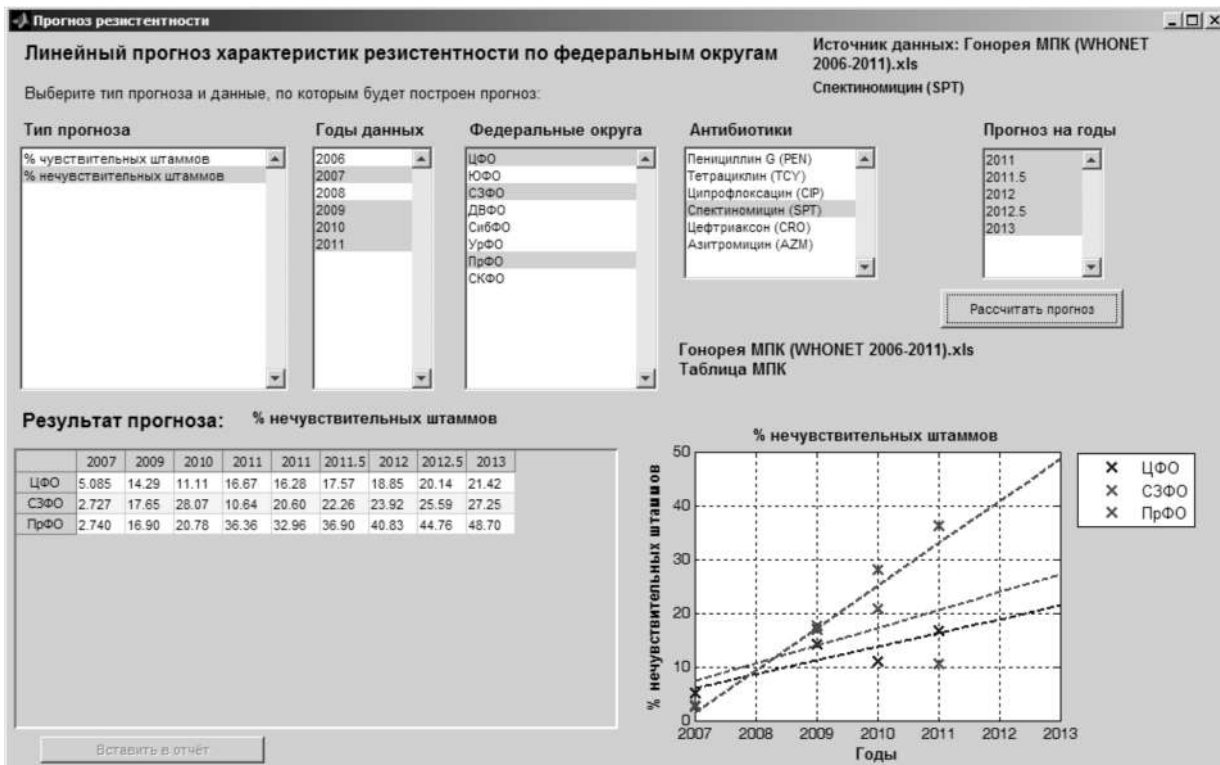 Прогноз резистентности
Линейный прогноз характеристик резистентности по федеральным округам
Источник данных: Гонорея МПК (WHONET
2006-2011).xls
Спектиномицин (SPT)
Выберите тип прогноза и данные, по которым будет построен прогноз:
Тип прогноза
% чувствительных штаммов
% нечувствительных штаммов
Годы данных
2006
2007
2008
2009
2010
2011
Федеральные округа
ЦФО
ЮФО
СЗФО
ДВФО
СибФО
УрФО
ПрФО
СКФО
Антибиотики
Пенициллин G (PEN)
Тетрациклин (TCY)
Ципрофлоксацин (CIP)
Спектиномицин (SPT)
Цефтриаксон (CRO)
Азитромицин (AZM)
Прогноз на годы
2011
2011.5
2012
2012.5
2013
Рассчитать прогноз
Гонорея МПК (WHONET 2006-2011).xls
Таблица МПК
Результат прогноза: % нечувствительных штаммов
2007 2009 2010 2011 2011 2011.5 2012 2012.5 2013
ЦФО 5.085 14.29 11.11 16.67 16.28 17.57 18.85 20.14 21.42
СЗФО 2.727 17.65 28.07 10.64 20.60 22.26 23.92 25.59 27.25
ПрФО 2.740 16.90 20.78 36.36 32.96 36.90 40.83 44.76 48.70
Вставить в отчёт
% нечувствительных штаммов
% нечувствительных штаммов
50
40
30
20
10
0
2007 2008 2009 2010 2011 2012 2013
Годы
ЦФО
СЗФО
ПрФО